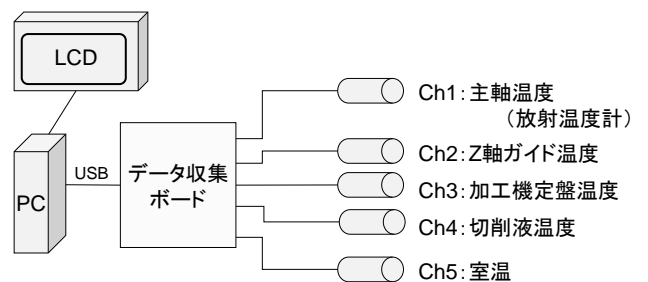 LCD
Ch1：主軸温度
（放射温度計）
PC
USB
データ収集
ボード
Ch2：Z軸ガイド温度
Ch3：加工機定盤温度
Ch4：切削液温度
Ch5：室温